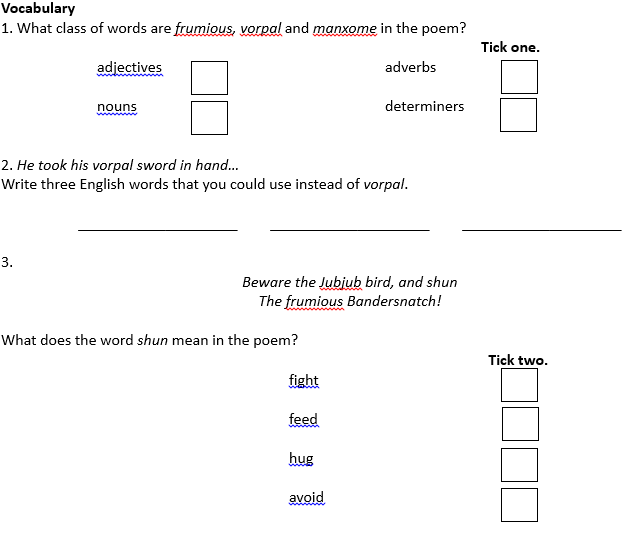 Vocabulary
1. What class of words are frumious, vorpal and manxome in the poem?
Tick one.
adjectives adverbs
nouns determiners
2. He took his vorpal sword in hand...
Write three English words that you could use instead of vorpal.
3.
Beware the Jubjub bird, and shun
The frumious Bandersnatch!
What does the word shun mean in the poem?
Tick two.
fight
feed
hug
avoid